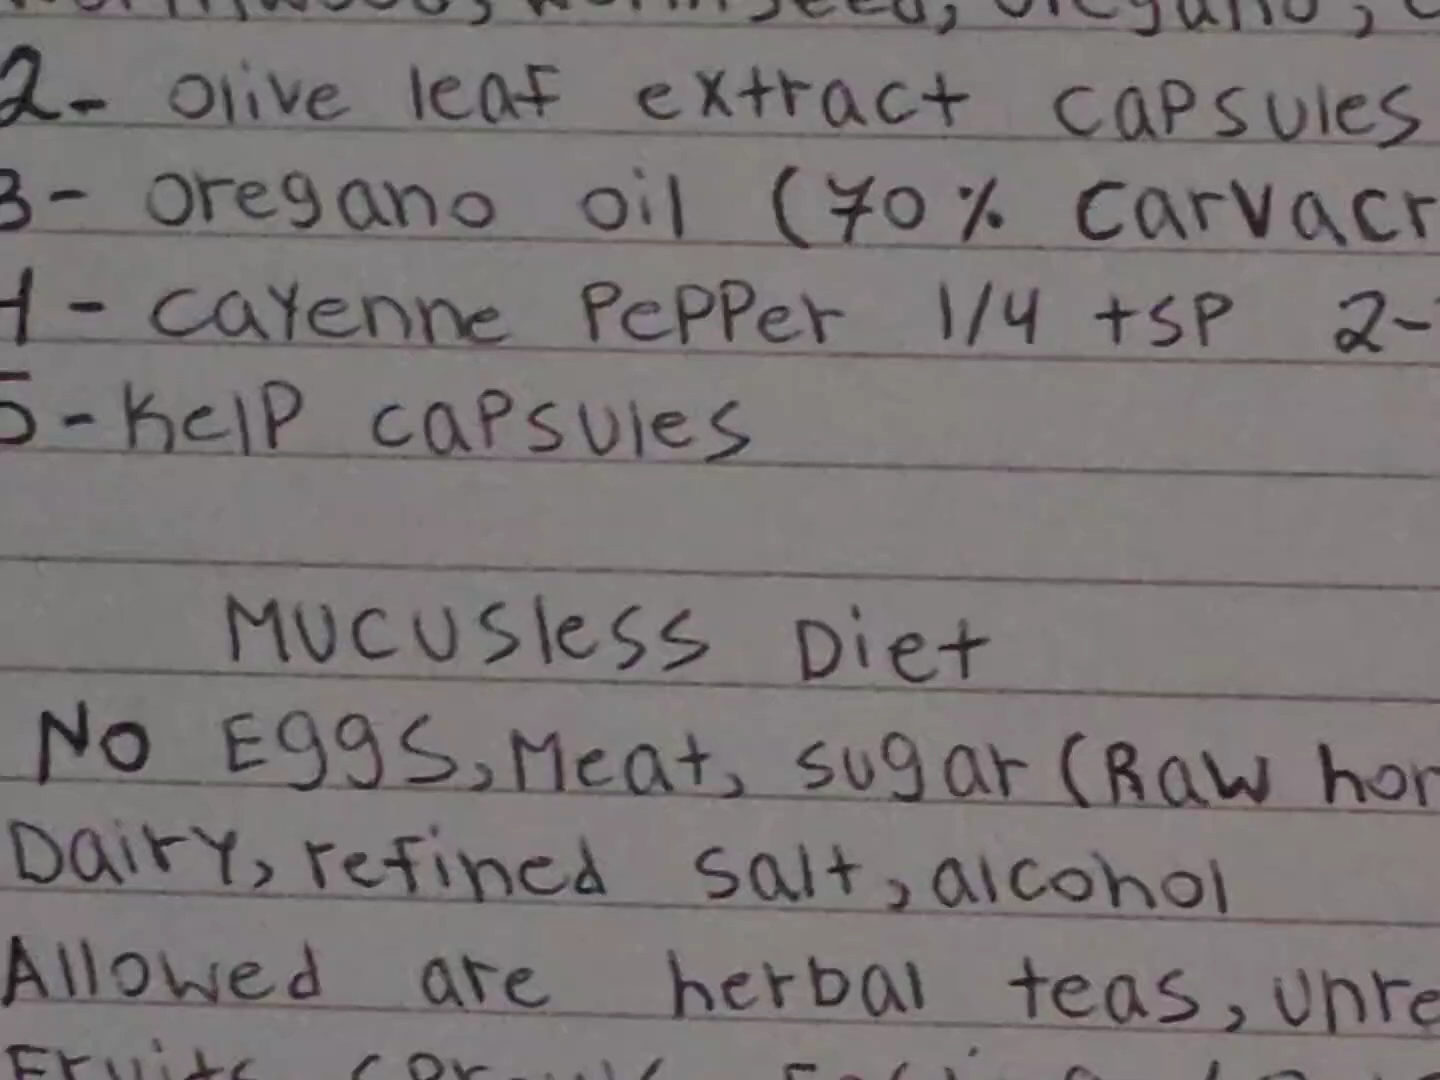 2- Olive leaf extract capsules
3- oregano oil (70% carvacr
4- cayenne Pepper 1/4 tsp 2-
5- Kelp capsules
Mucusless Diet
No Eggs, Meat, sugar (Raw hon
Dairy, refined salt, alcohol
Allowed are herbal teas, unre
Fruits